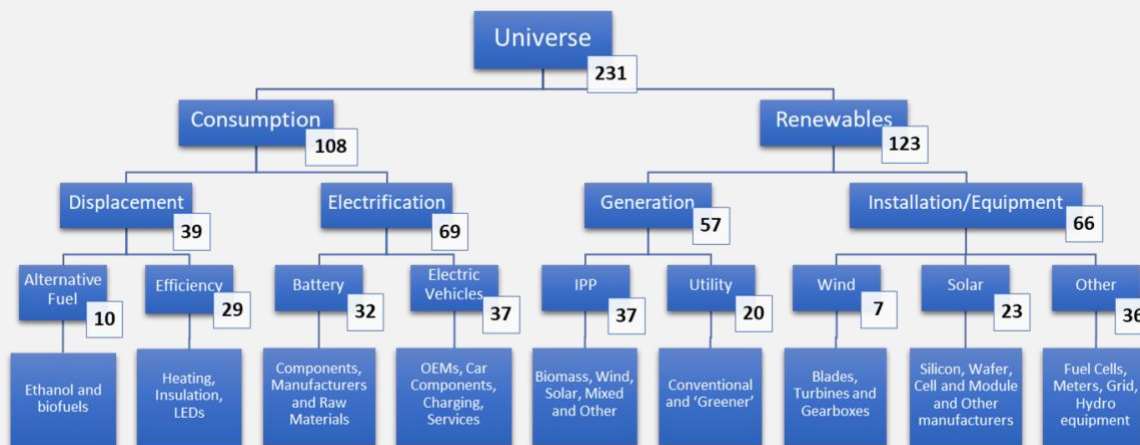 Universe
231
Consumption
108
Renewables
123
Displacement
39
Electrification
69
Generation
57
Installation/Equipment
66
Alternative
Fuel
10
Efficiency
29
Battery
32
Electric
Vehicles
37
IPP
37
Utility
20
Wind
7
Solar
23
Other
36
Ethanol and
biofuels
Heating,
Insulation,
LEDs
Components,
Manufacturers
and Raw
Materials
OEMs, Car
Components,
Charging,
Services
Biomass, Wind,
Solar, Mixed
and Other
Conventional
and ‘Greener’
Blades,
Turbines and
Gearboxes
Silicon, Wafer,
Cell and Module
and Other
manufacturers
Fuel Cells,
Meters, Grid,
Hydro
equipment